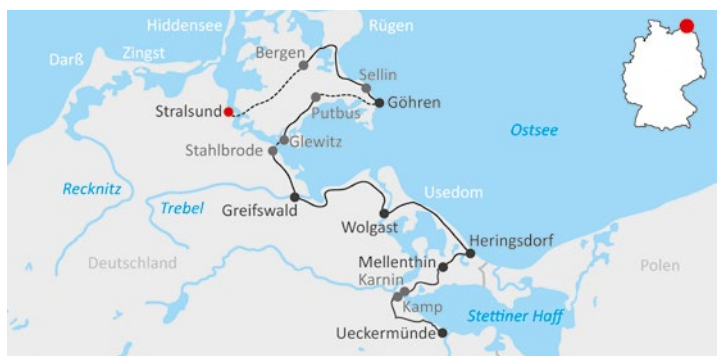 Hiddensee
Rügen
Zingst
Darß
Bergen
Sellin
Stralsund
Putbus
Göhren
Glewitz
Stahlbrode
Ostsee
Recknitz
Trebel
Greifswald
Usedom
Wolgast
Heringsdorf
Deutschland
Mellenthin
Polen
Karnin
Kamp
Stettiner Haff
Ueckermünde